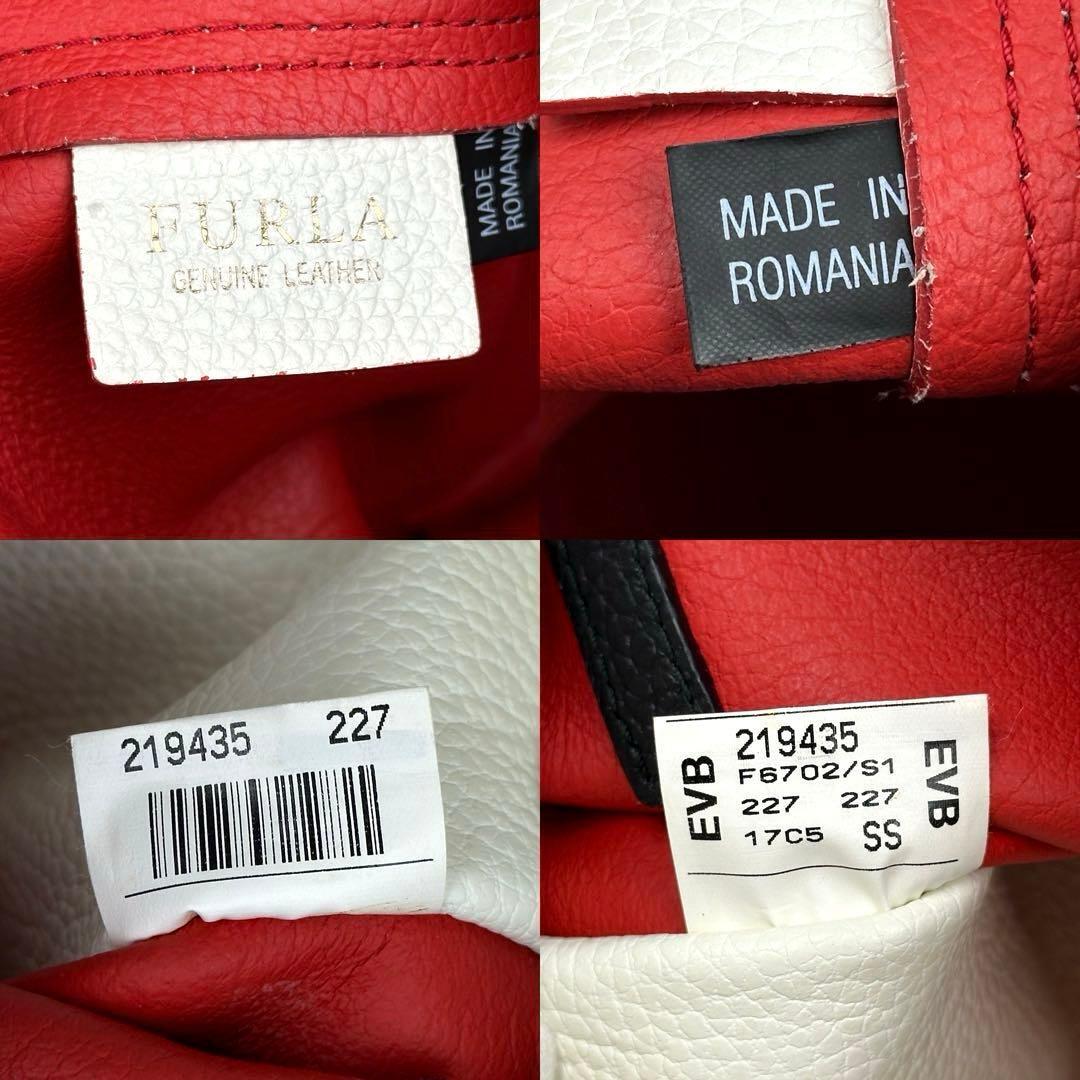 FURLA
GENUINE LEATHER
MADE IN
ROMANIA
MADE IN
ROMANIA
219435 227
EVB
219435
F6702/S1
227 227
17C5 SS
EVB